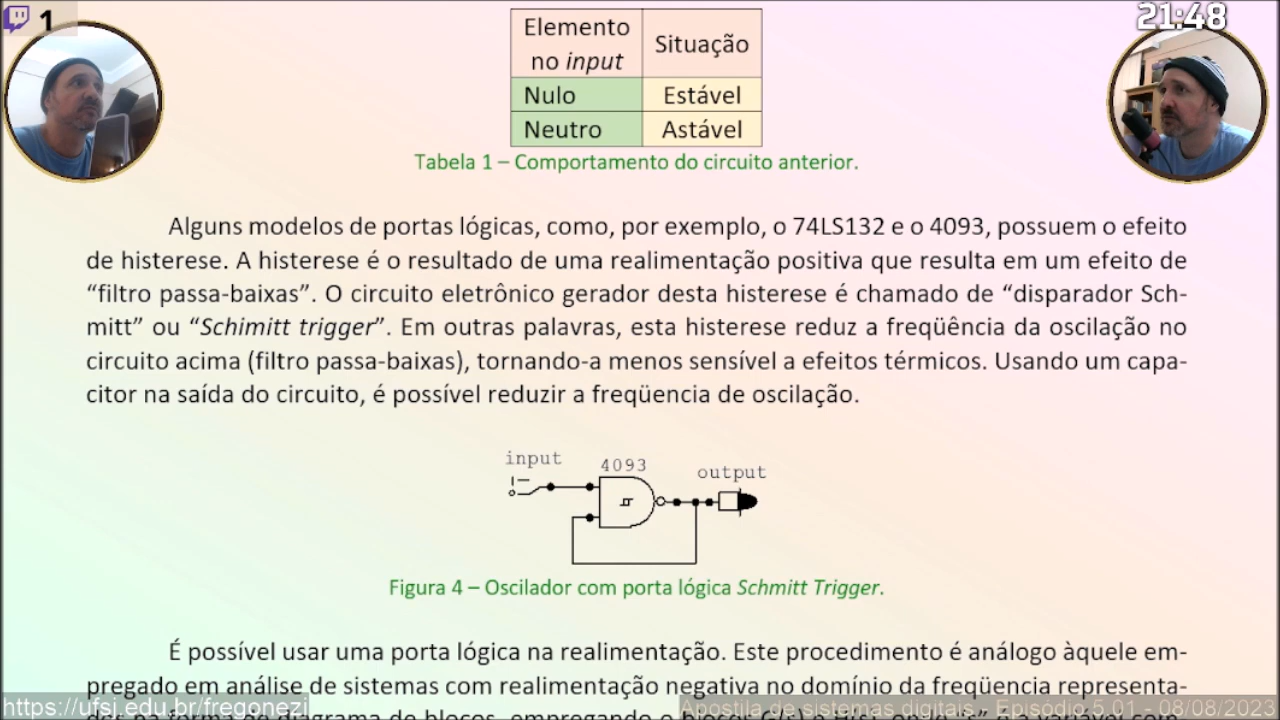 1
21:48
Elemento
no input
Situação
Nulo
Estável
Neutro
Astável
Tabela 1 – Comportamento do circuito anterior.
Alguns modelos de portas lógicas, como, por exemplo, o 74LS132 e o 4093, possuem o efeito
de histerese. A histerese é o resultado de uma realimentação positiva que resulta em um efeito de
“filtro passa-baixas”. O circuito eletrônico gerador desta histerese é chamado de “disparador Sch-
mitt” ou “Schimitt trigger”. Em outras palavras, esta histerese reduz a freqüência da oscilação no
circuito acima (filtro passa-baixas), tornando-a menos sensível a efeitos térmicos. Usando um capa-
citor na saída do circuito, é possível reduzir a freqüencia de oscilação.
input
4093
output
Figura 4 – Oscilador com porta lógica Schmitt Trigger.
É possível usar uma porta lógica na realimentação. Este procedimento é análogo àquele em-
pregado em análise de sistemas com realimentação negativa no domínio da freqüência representa-
https://ufsj.edu.br/fregonezi
Apostila de sistemas digitais - Episódio 5.01 - 08/08/2023